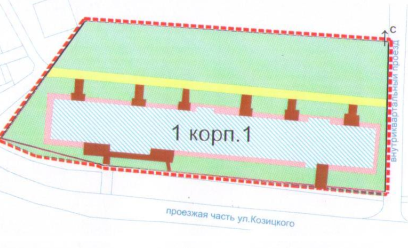 с
внутриквартальный проезд
1 корп.1
проезжая часть ул.Козицкого